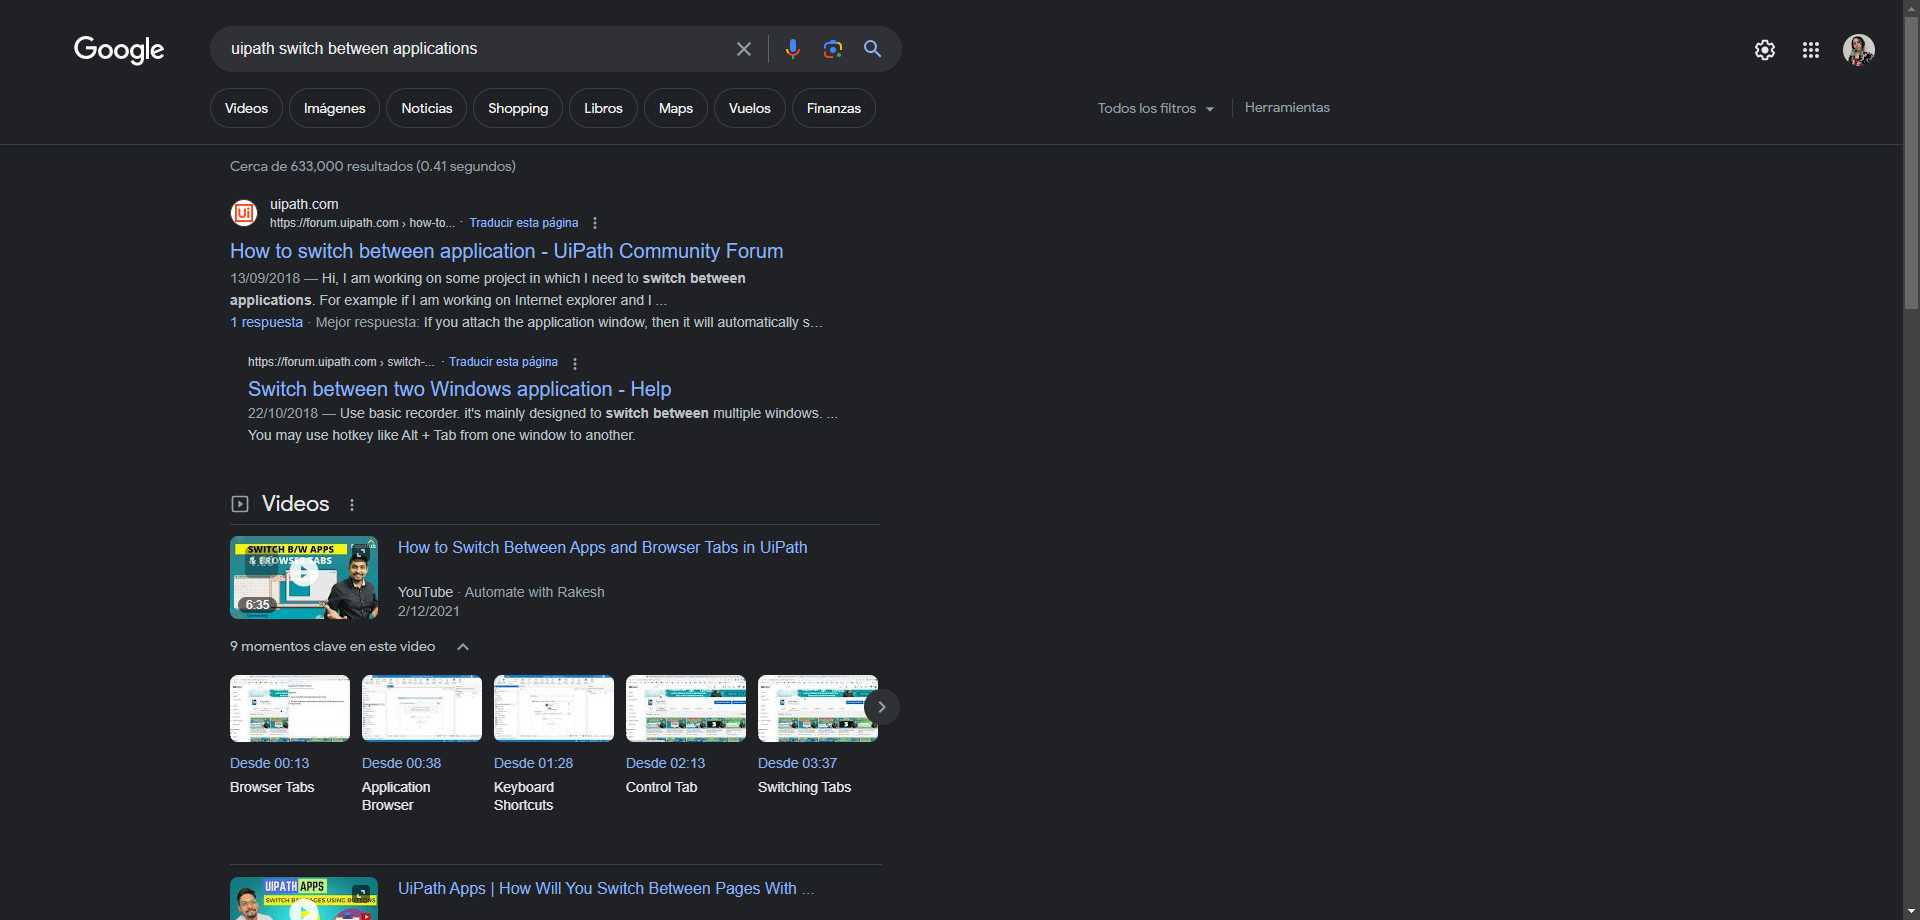 Google
uipath switch between applications
Videos
Imágenes
Noticias
Shopping
Libros
Maps
Vuelos
Finanzas
Todos los filtros
Herramientas
Cerca de 633,000 resultados (0.41 segundos)
Ui
uipath.com
https://forum.uipath.com › how-to... · Traducir esta página
How to switch between application - UiPath Community Forum
13/09/2018 — Hi, I am working on some project in which I need to switch between
applications. For example if I am working on Internet explorer and I ...
1 respuesta · Mejor respuesta: If you attach the application window, then it will automatically s...
https://forum.uipath.com › switch-... · Traducir esta página
Switch between two Windows application - Help
22/10/2018 — Use basic recorder. it's mainly designed to switch between multiple windows. ...
You may use hotkey like Alt + Tab from one window to another.
Videos
SWITCH B/W APPS
& BROWSER TABS
6:35
How to Switch Between Apps and Browser Tabs in UiPath
YouTube · Automate with Rakesh
2/12/2021
9 momentos clave en este video
Desde 00:13
Browser Tabs
Desde 00:38
Application
Browser
Desde 01:28
Keyboard
Shortcuts
Desde 02:13
Control Tab
Desde 03:37
Switching Tabs
UIPATH APPS
UiPath Apps | How Will You Switch Between Pages With ...